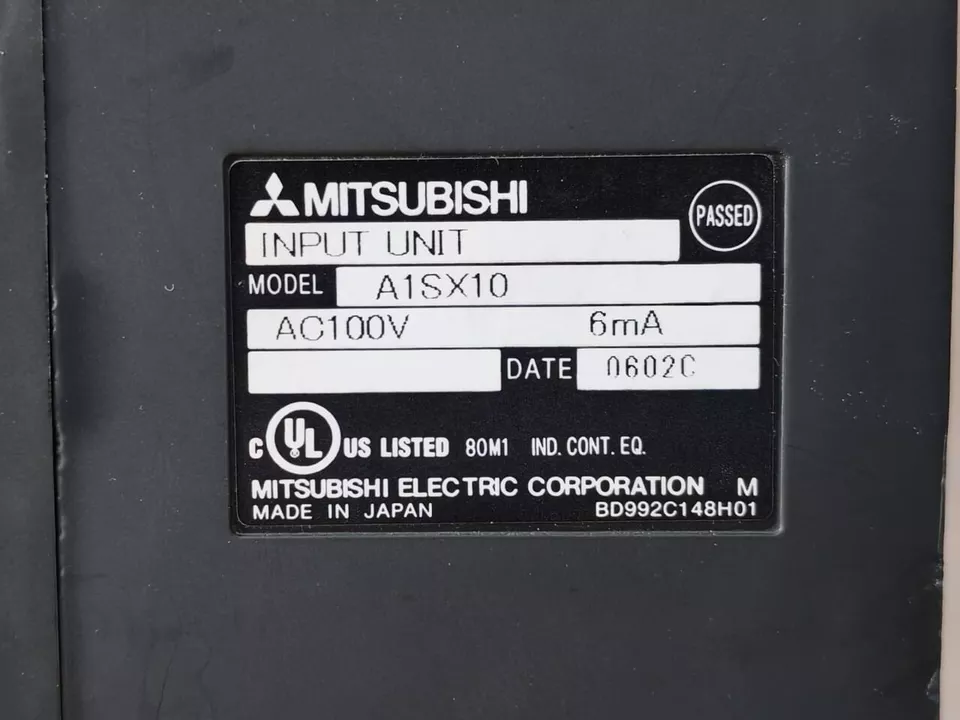 MITSUBISHI
PASSED
INPUT UNIT
MODEL A1SX10
AC100V 6mA
DATE 0602C
C UL US LISTED 80M1 IND. CONT. EQ.
MITSUBISHI ELECTRIC CORPORATION M
MADE IN JAPAN BD992C148H01